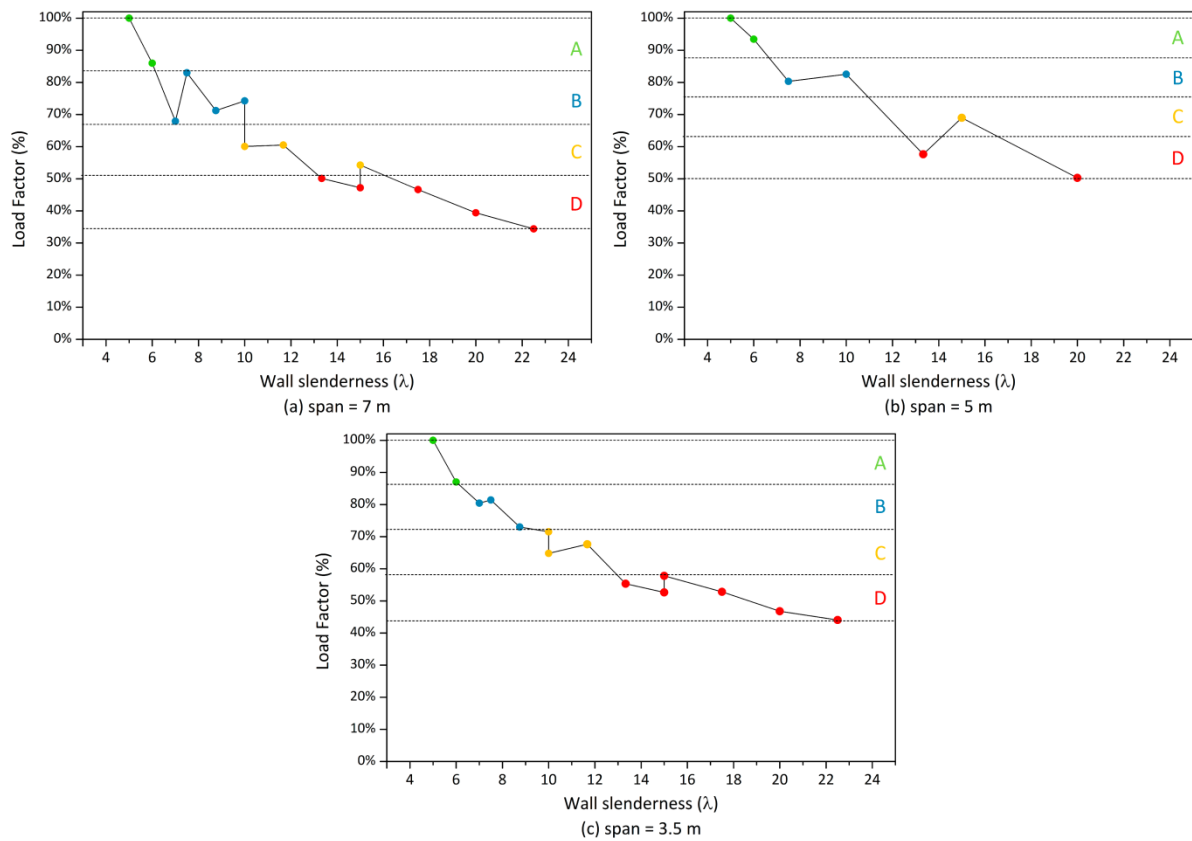 100%
90%
80%
70%
60%
50%
40%
30%
20%
10%
0%
Load Factor (%)
A
B
C
D
4 6 8 10 12 14 16 18 20 22 24
Wall slenderness (λ)
(a) span = 7 m
100%
90%
80%
70%
60%
50%
40%
30%
20%
10%
0%
Load Factor (%)
A
B
C
D
4 6 8 10 12 14 16 18 20 22 24
Wall slenderness (λ)
(b) span = 5 m
100%
90%
80%
70%
60%
50%
40%
30%
20%
10%
0%
Load Factor (%)
A
B
C
D
4 6 8 10 12 14 16 18 20 22 24
Wall slenderness (λ)
(c) span = 3.5 m